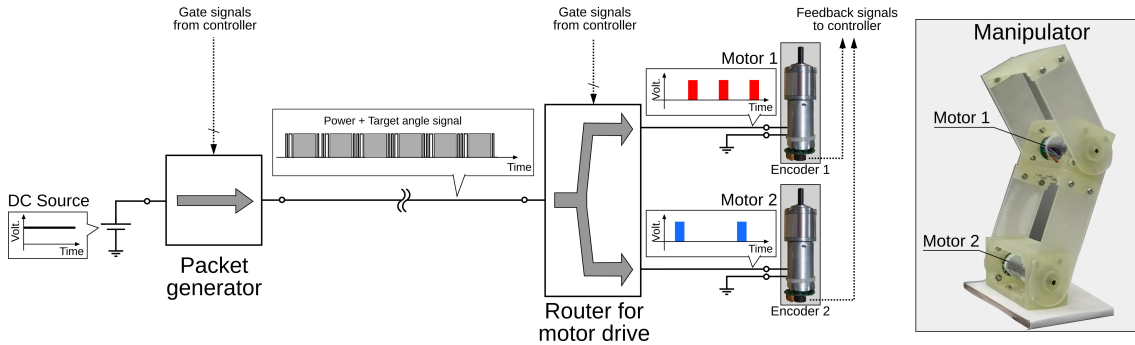 Gate signals
from controller
Gate signals
from controller
Feedback signals
to controller
Manipulator
Motor 1
Volt.
Time
Power + Target angle signal
Time
Encoder 1
Motor 1
DC Source
Volt.
Time
Motor 2
Volt.
Time
Motor 2
Packet
generator
Encoder 2
Router for
motor drive